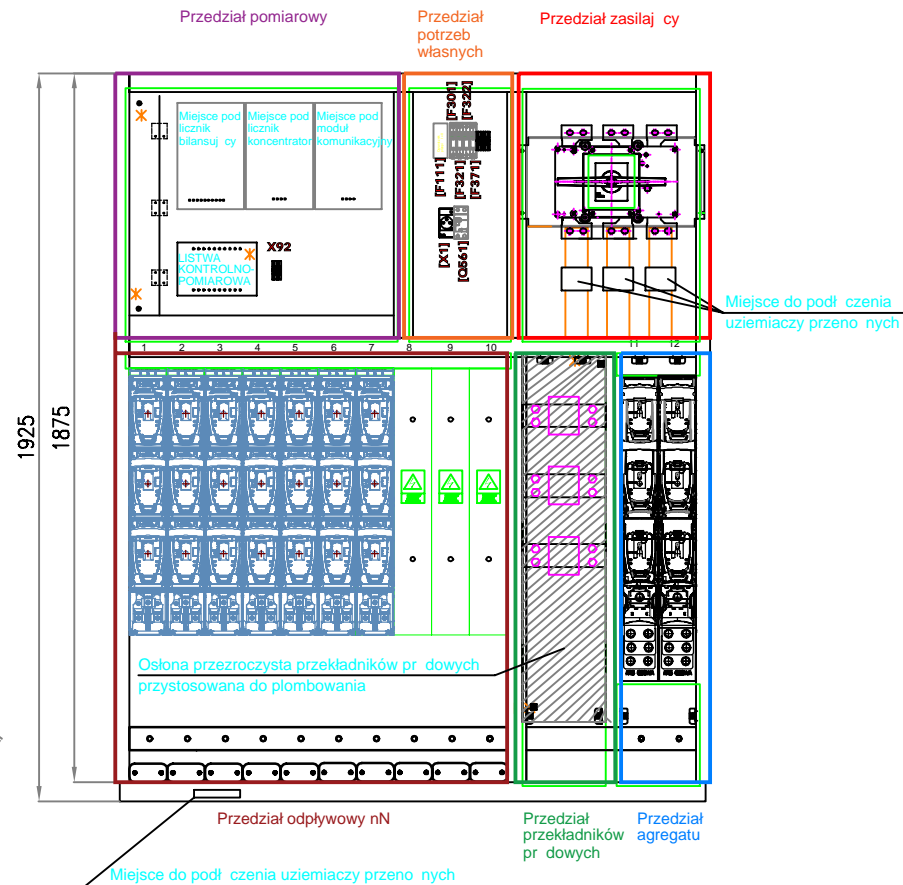 Przedział pomiarowy
Przedział
potrzeb
własnych
Przedział zasilaj cy
Miejsce pod
licznik
bilansuj cy
Miejsce pod
licznik
koncentrator
Miejsce pod
moduł
komunikacyjny
[F301]
[F322]
[F111]
[F321]
[F371]
[X1]
[Q561]
LISTWA
KONTROLNO-
POMIAROWA
X92
Miejsce do podł czenia
uziemiaczy przeno nych
1 2 3 4 5 6 7 8 9 10 11 12
1925
1875
Osłona przezroczysta przekładników pr dowych
przystosowana do plombowania
Przedział odpływowy nN
Przedział
przekładników
pr dowych
Przedział
agregatu
Miejsce do podł czenia uziemiaczy przeno nych